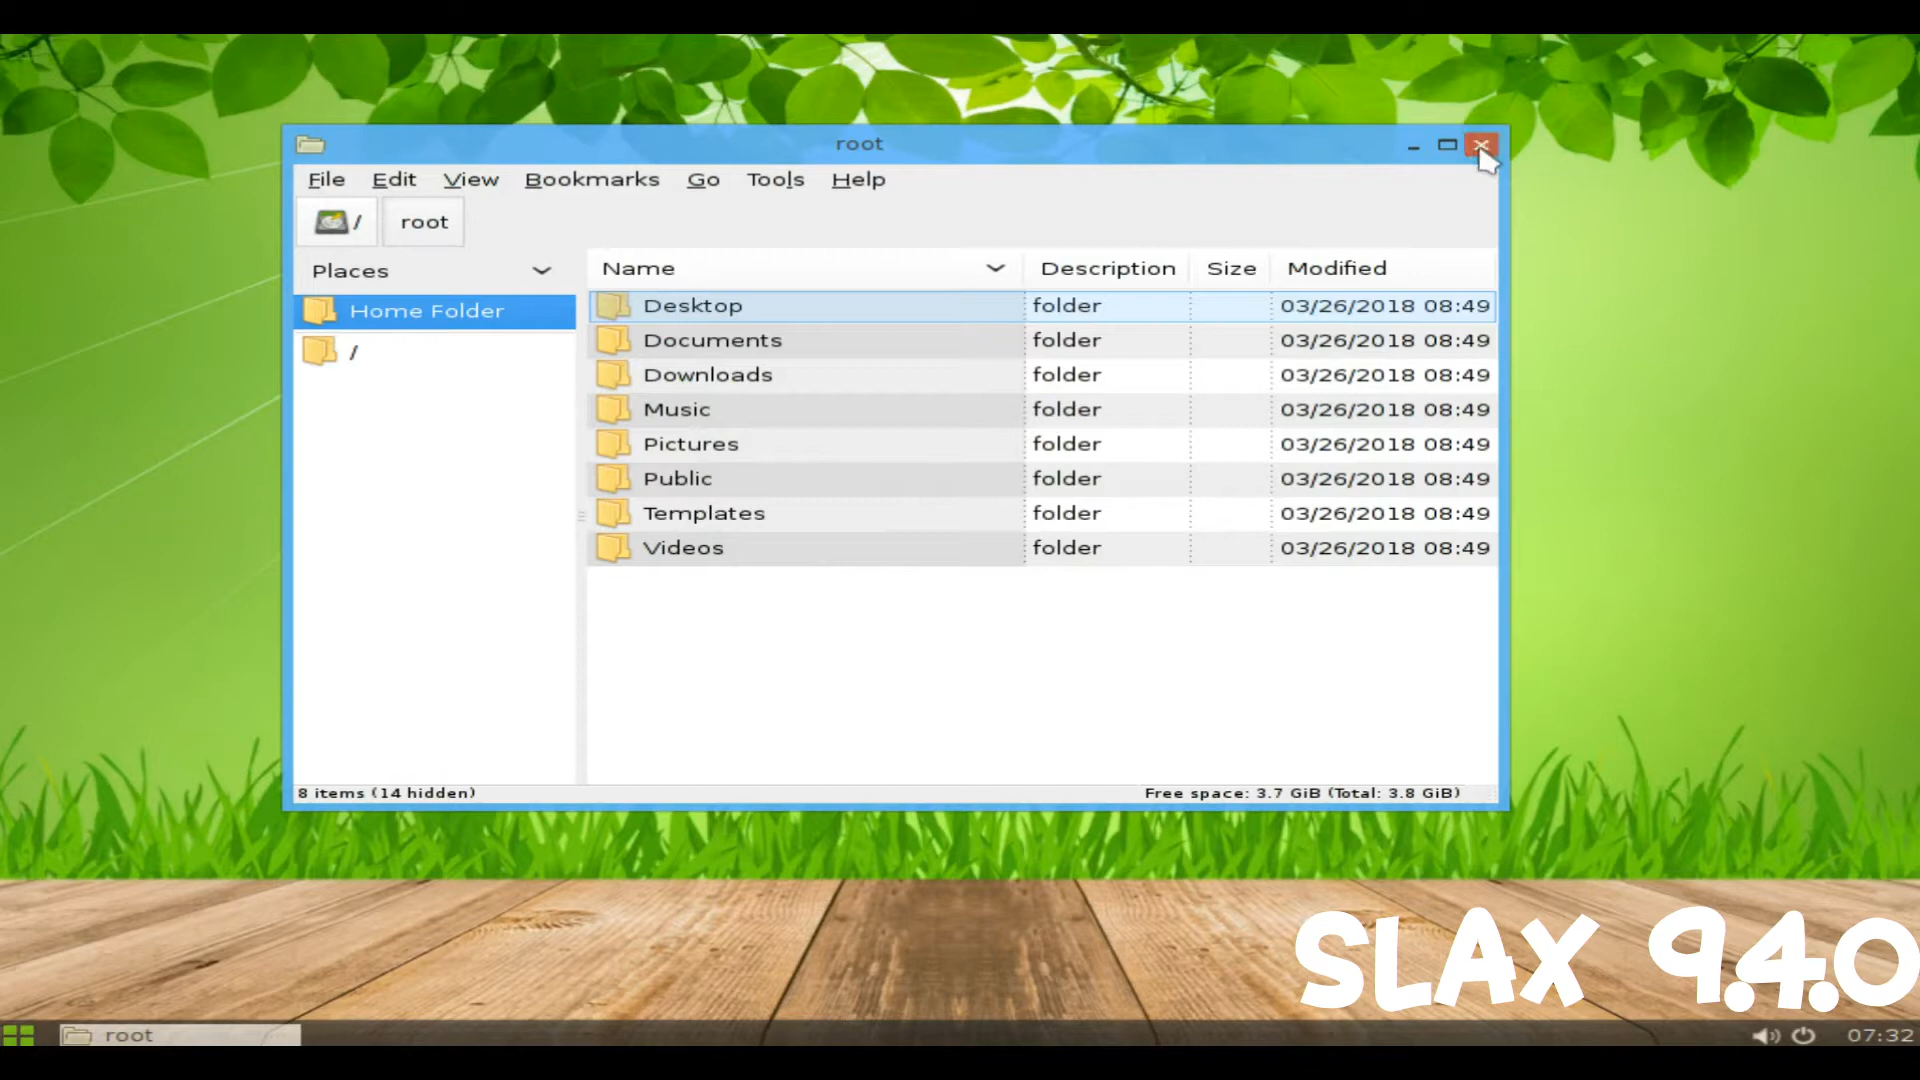 root
File Edit View Bookmarks Go Tools Help
/ root
Places
Home Folder
/
Name Description Size Modified
Desktop folder 03/26/2018 08:49
Documents folder 03/26/2018 08:49
Downloads folder 03/26/2018 08:49
Music folder 03/26/2018 08:49
Pictures folder 03/26/2018 08:49
Public folder 03/26/2018 08:49
Templates folder 03/26/2018 08:49
Videos folder 03/26/2018 08:49
8 items (14 hidden) Free space: 3.7 GiB (Total: 3.8 GiB)
SLAX 9.4.0
root 07:32